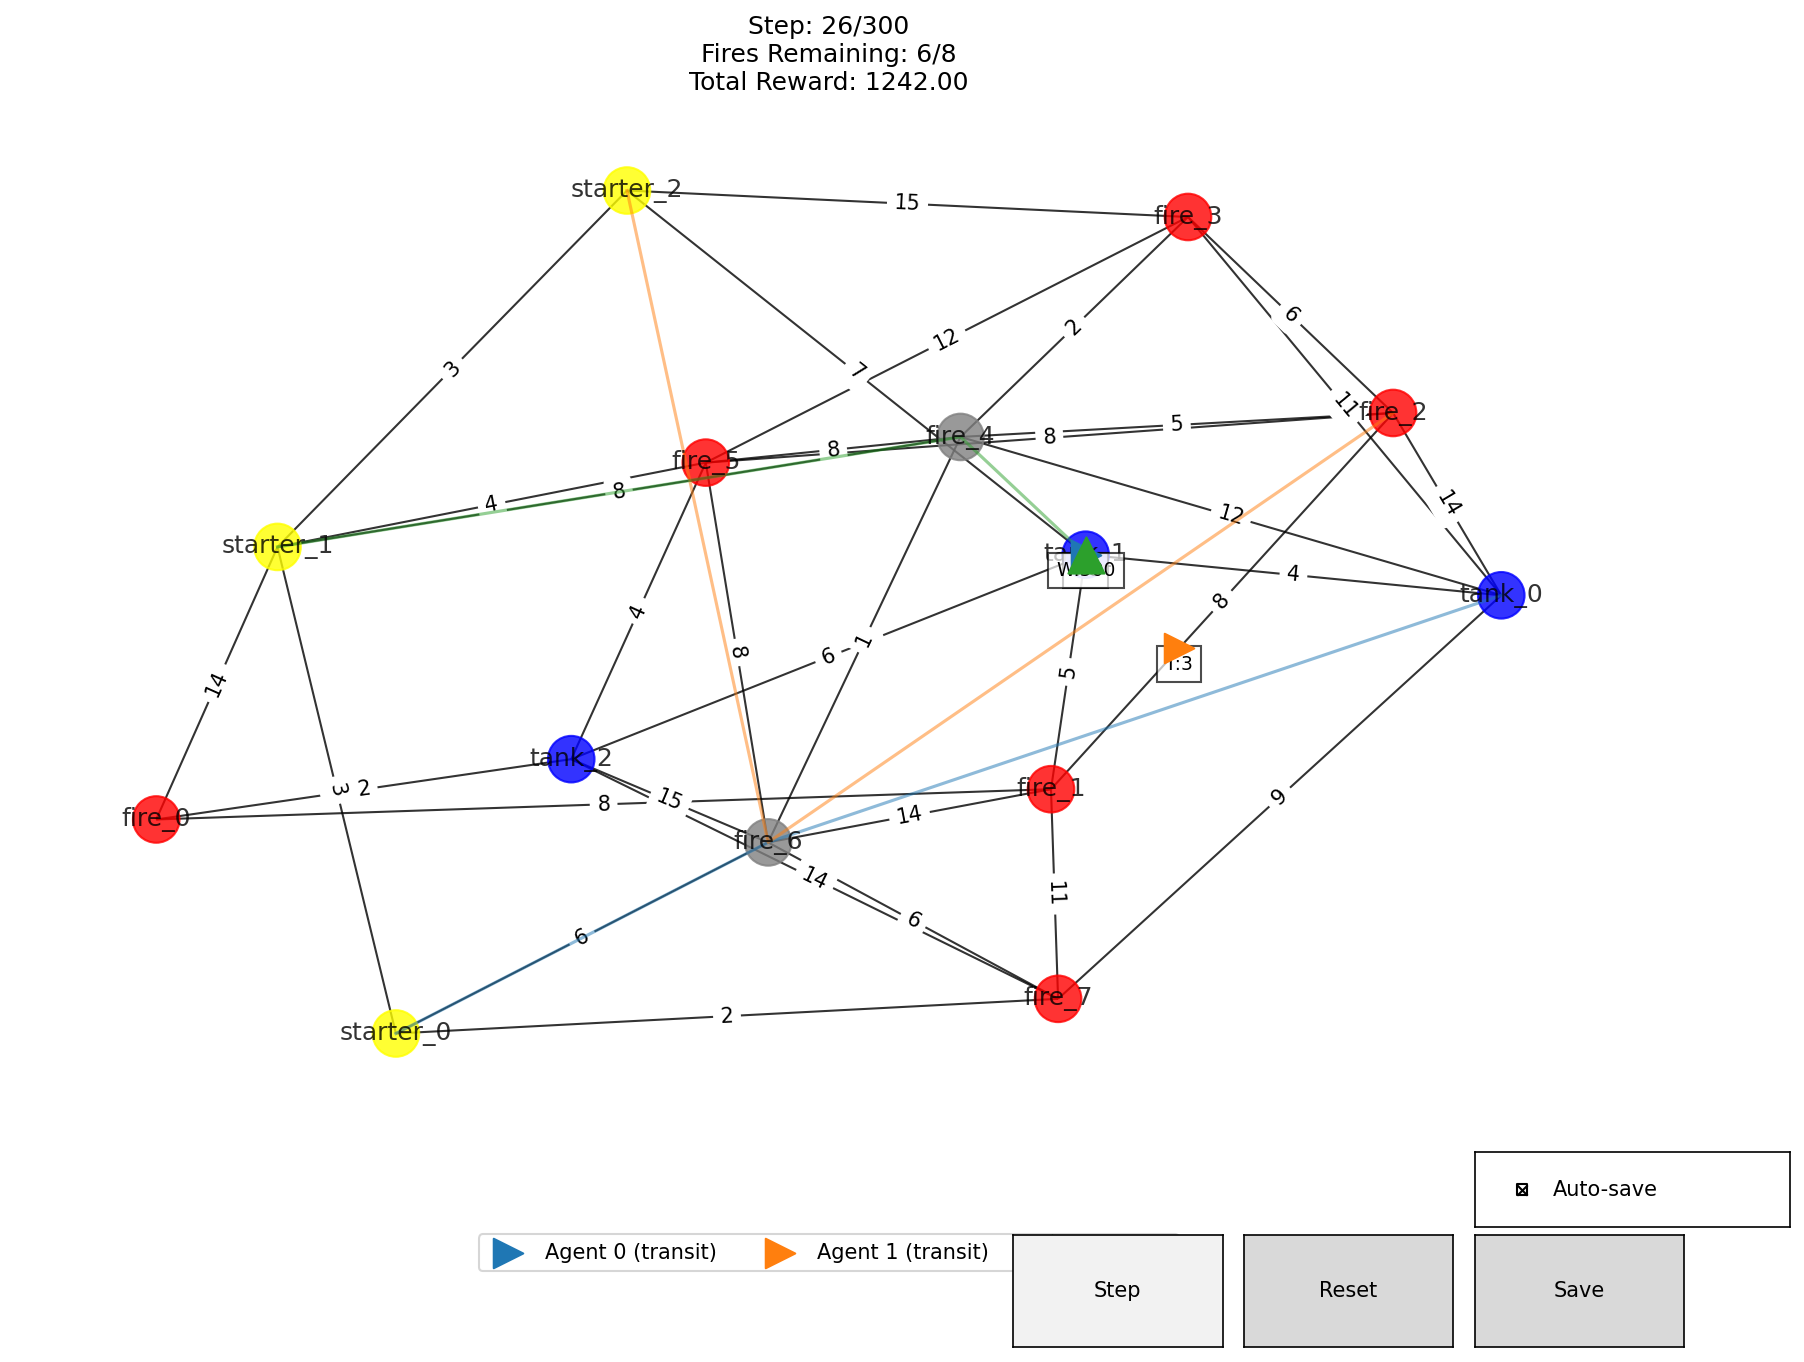 Step: 26/300
Fires Remaining: 6/8
Total Reward: 1242.00
starter_2
15
fire_3
6
2
12
3
7
11
fire_2
5
8
fire_4
8
fire_5
4
8
14
12
starter_1
4
tank_0
4
8
1
6
8
5
T:3
14
tank_2
3
2
15
8
fire_1
9
fire_0
14
fire_6
14
11
6
6
fire_7
2
starter_0
Auto-save
Agent 0 (transit)
Agent 1 (transit)
Step
Reset
Save